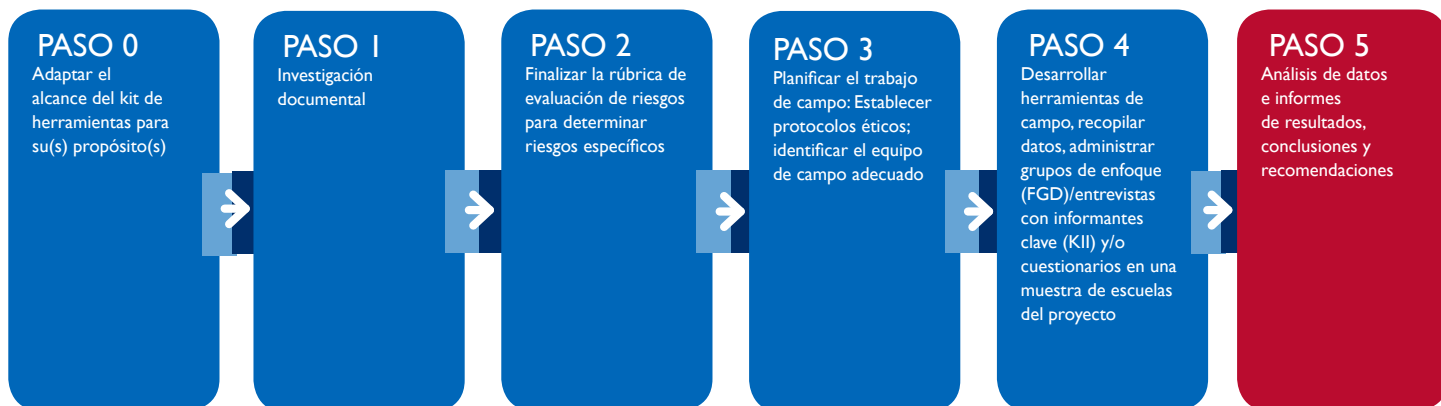 PASO 0
Adaptar el
alcance del kit de
herramientas para
su(s) propósito(s)
PASO 1
Investigación
documental
PASO 2
Finalizar la rúbrica de
evaluación de riesgos
para determinar
riesgos específicos
PASO 3
Planificar el trabajo
de campo: Establecer
protocolos éticos;
identificar el equipo
de campo adecuado
PASO 4
Desarrollar
herramientas de
campo, recopilar
datos, administrar
grupos de enfoque
(FGD)/entrevistas
con informantes
clave (KII) y/o
cuestionarios en una
muestra de escuelas
del proyecto
PASO 5
Análisis de datos
e informes
de resultados,
conclusiones y
recomendaciones